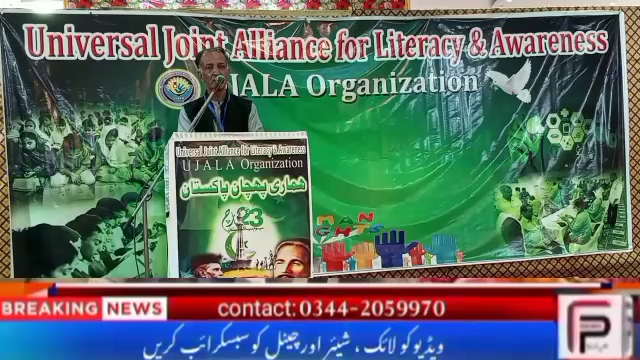 Universal Joint Alliance for Literacy & Awareness
UJALA Organization
Universal Joint Alliance for Literacy & Awareness
UJALA Organization
ہماری پہچان پاکستان
23
BREAKING NEWS
contact:0344-2059970
ویڈیو کو لائک ، شیئر اور چینل کو سبسکرائب کریں